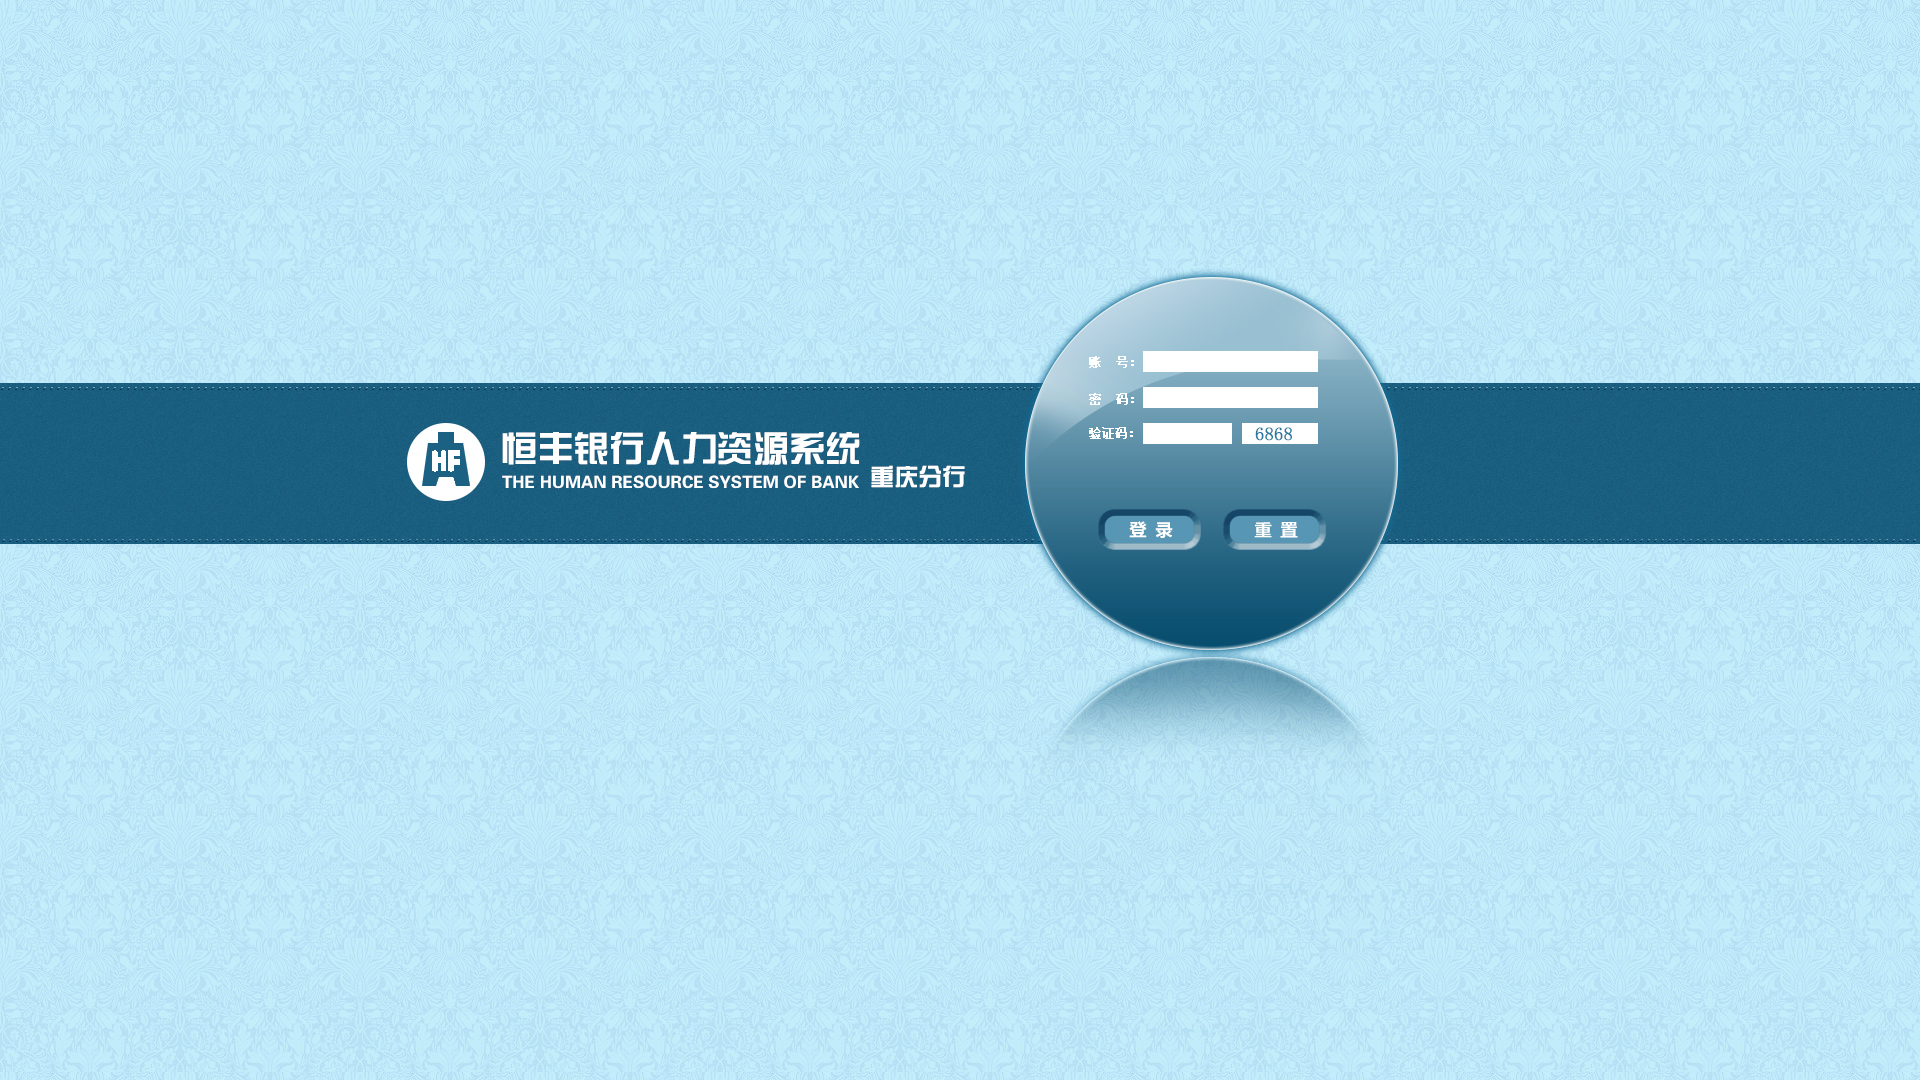 HF
恒丰银行人力资源系统
THE HUMAN RESOURCE SYSTEM OF BANK
重庆分行
账 号:
密 码:
验证码: 6868
登 录 重 置